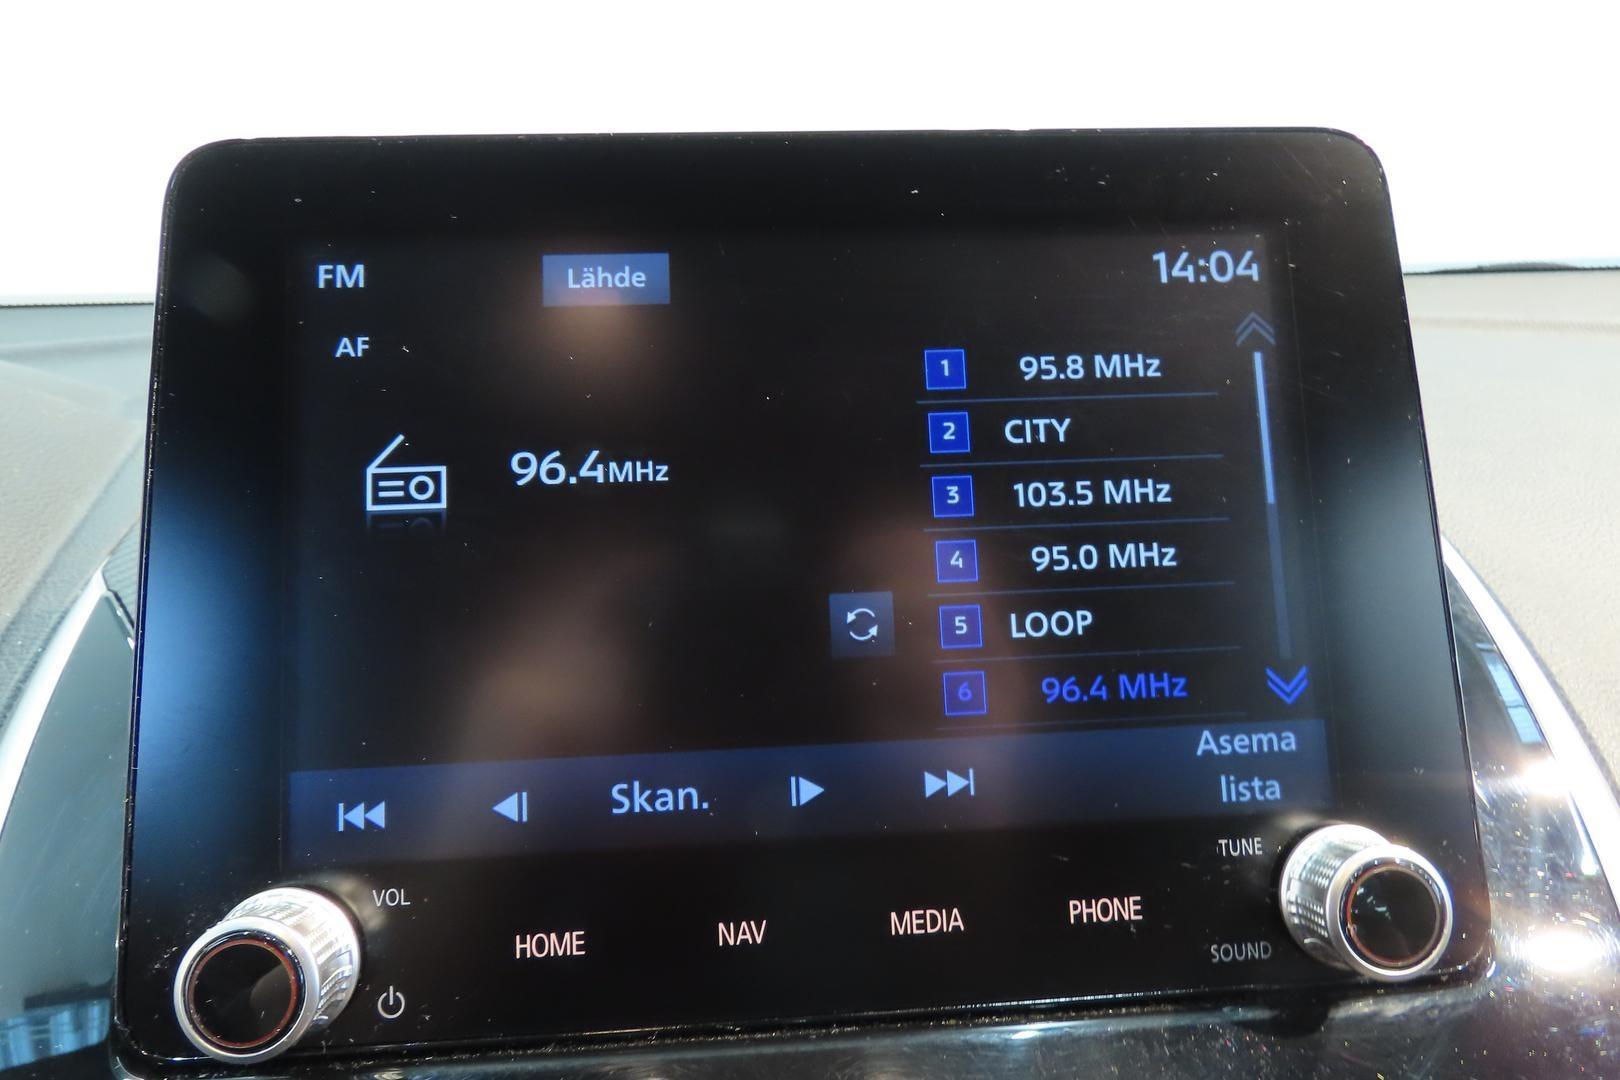 FM
Lähde
14:04
AF
96.4MHz
1 95.8 MHz
2 CITY
3 103.5 MHz
4 95.0 MHz
5 LOOP
6 96.4 MHz
Skan.
Asema
lista
VOL
HOME
NAV
MEDIA
PHONE
TUNE
SOUND